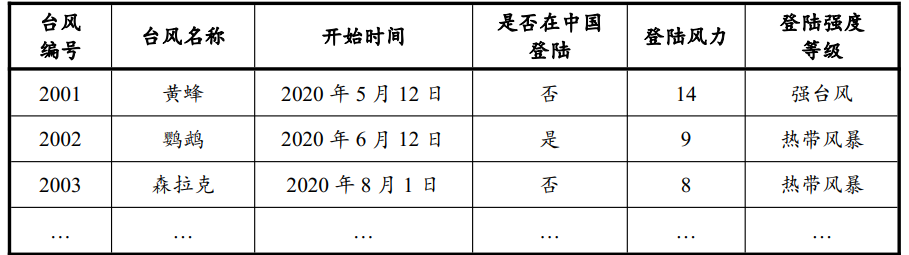 台风编号 台风名称 开始时间 是否在中国登陆 登陆风力 登陆强度等级
2001 黄蜂 2020 年 5 月 12 日 否 14 强台风
2002 鹦鹉 2020 年 6 月 12 日 是 9 热带风暴
2003 森拉克 2020 年 8 月 1 日 否 8 热带风暴
… … … … … …